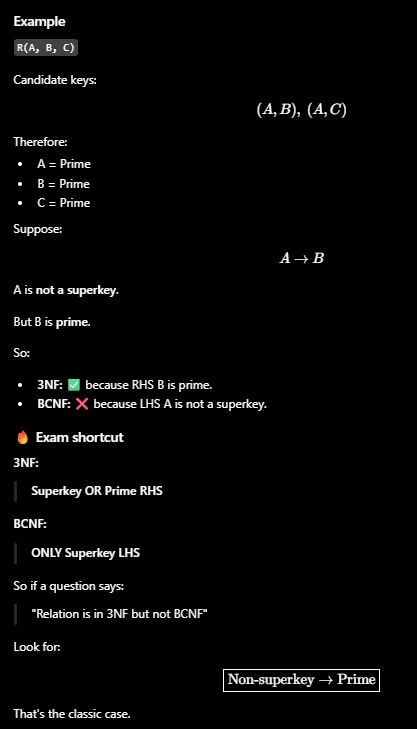 Example
R(A, B, C)
Candidate keys:
(A, B), (A, C)
Therefore:
• A = Prime
• B = Prime
• C = Prime
Suppose:
A → B
A is not a superkey.
But B is prime.
So:
• 3NF: ✅ because RHS B is prime.
• BCNF: ❌ because LHS A is not a superkey.
🔥 Exam shortcut
3NF:
Superkey OR Prime RHS
BCNF:
ONLY Superkey LHS
So if a question says:
"Relation is in 3NF but not BCNF"
Look for:
Non-superkey → Prime
That's the classic case.